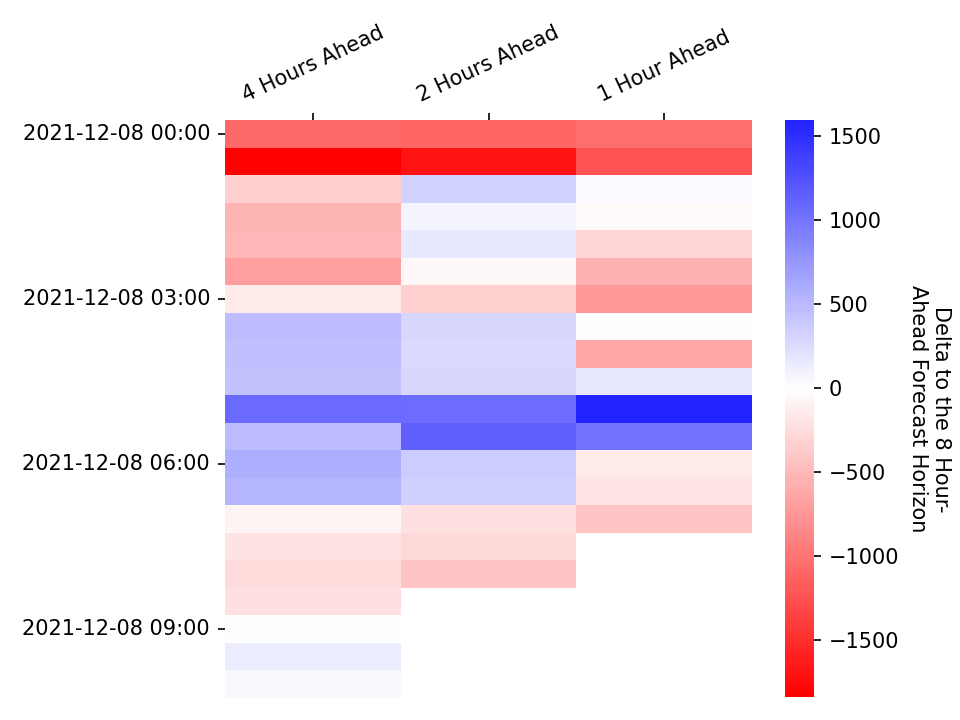 4 Hours Ahead
2 Hours Ahead
1 Hour Ahead
2021-12-08 00:00
2021-12-08 03:00
2021-12-08 06:00
2021-12-08 09:00
1500
1000
500
0
−500
−1000
−1500
Delta to the 8 Hour-
Ahead Forecast Horizon